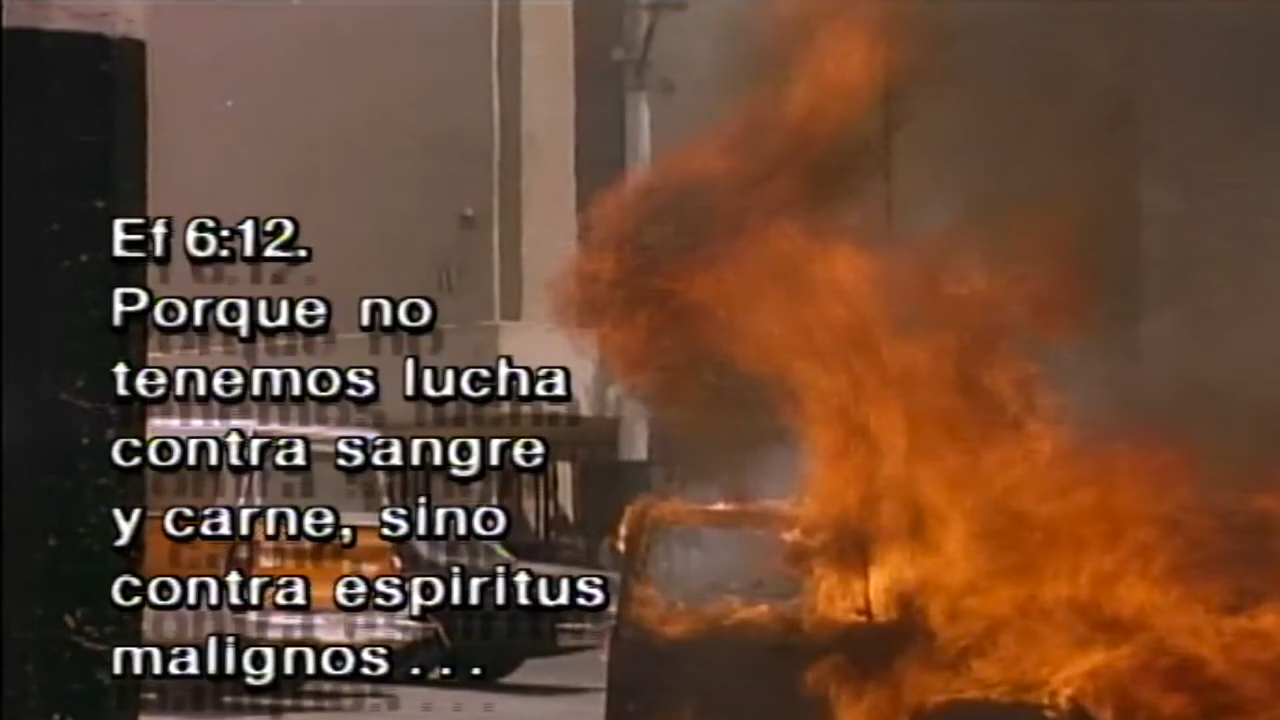 Ef 6:12.
Porque no
tenemos lucha
contra sangre
y carne, sino
contra espiritus
malignos...